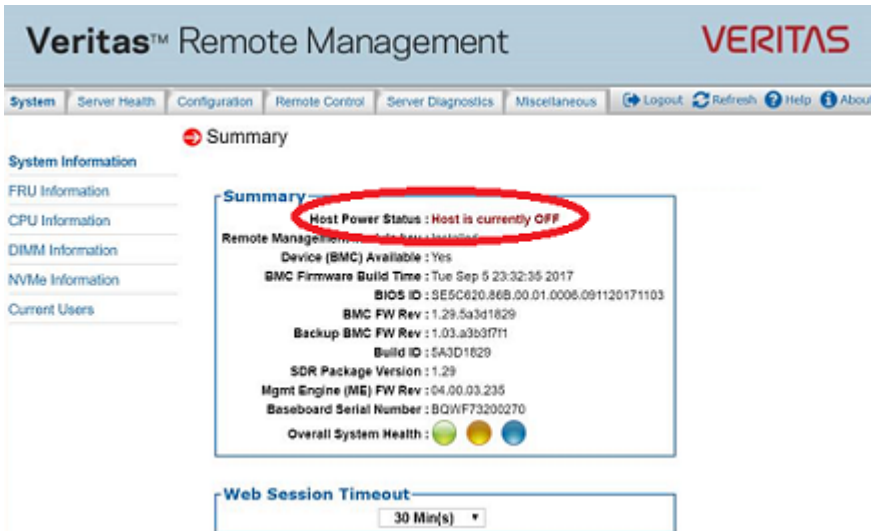 Veritas™ Remote Management VERITAS
System Server Health Configuration Remote Control Server Diagnostics Miscellaneous Logout Refresh Help About
Summary
System Information
FRU Information
CPU Information
DIMM Information
NVMe Information
Current Users
Summary
Host Power Status : Host is currently OFF
Remote Management
Device (BMC) Available : Yes
BMC Firmware Build Time : Tue Sep 5 23:32:35 2017
BIOS ID : SE5C620.86B.00.01.0006.091120171103
BMC FW Rev : 1.29.5a3d1829
Backup BMC FW Rev : 1.03.a3b3f7f1
Build ID : 5A3D1829
SDR Package Version : 1.29
Mgmt Engine (ME) FW Rev : 04.00.03.235
Baseboard Serial Number : BQWF73200270
Overall System Health :
Web Session Timeout
30 Min(s)